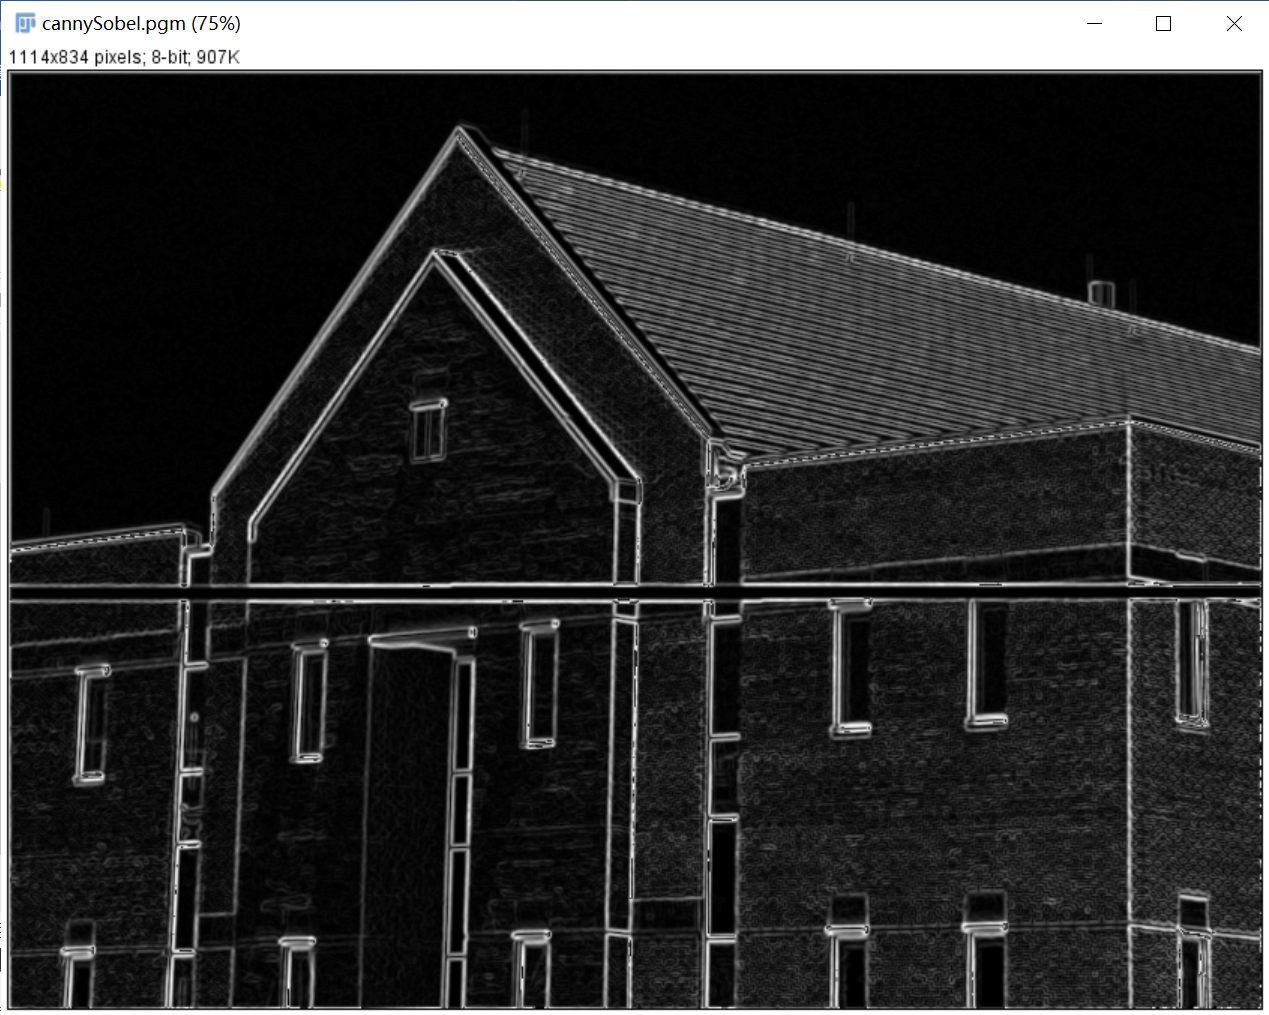 cannySobel.pgm (75%)
1114x834 pixels; 8-bit; 907K